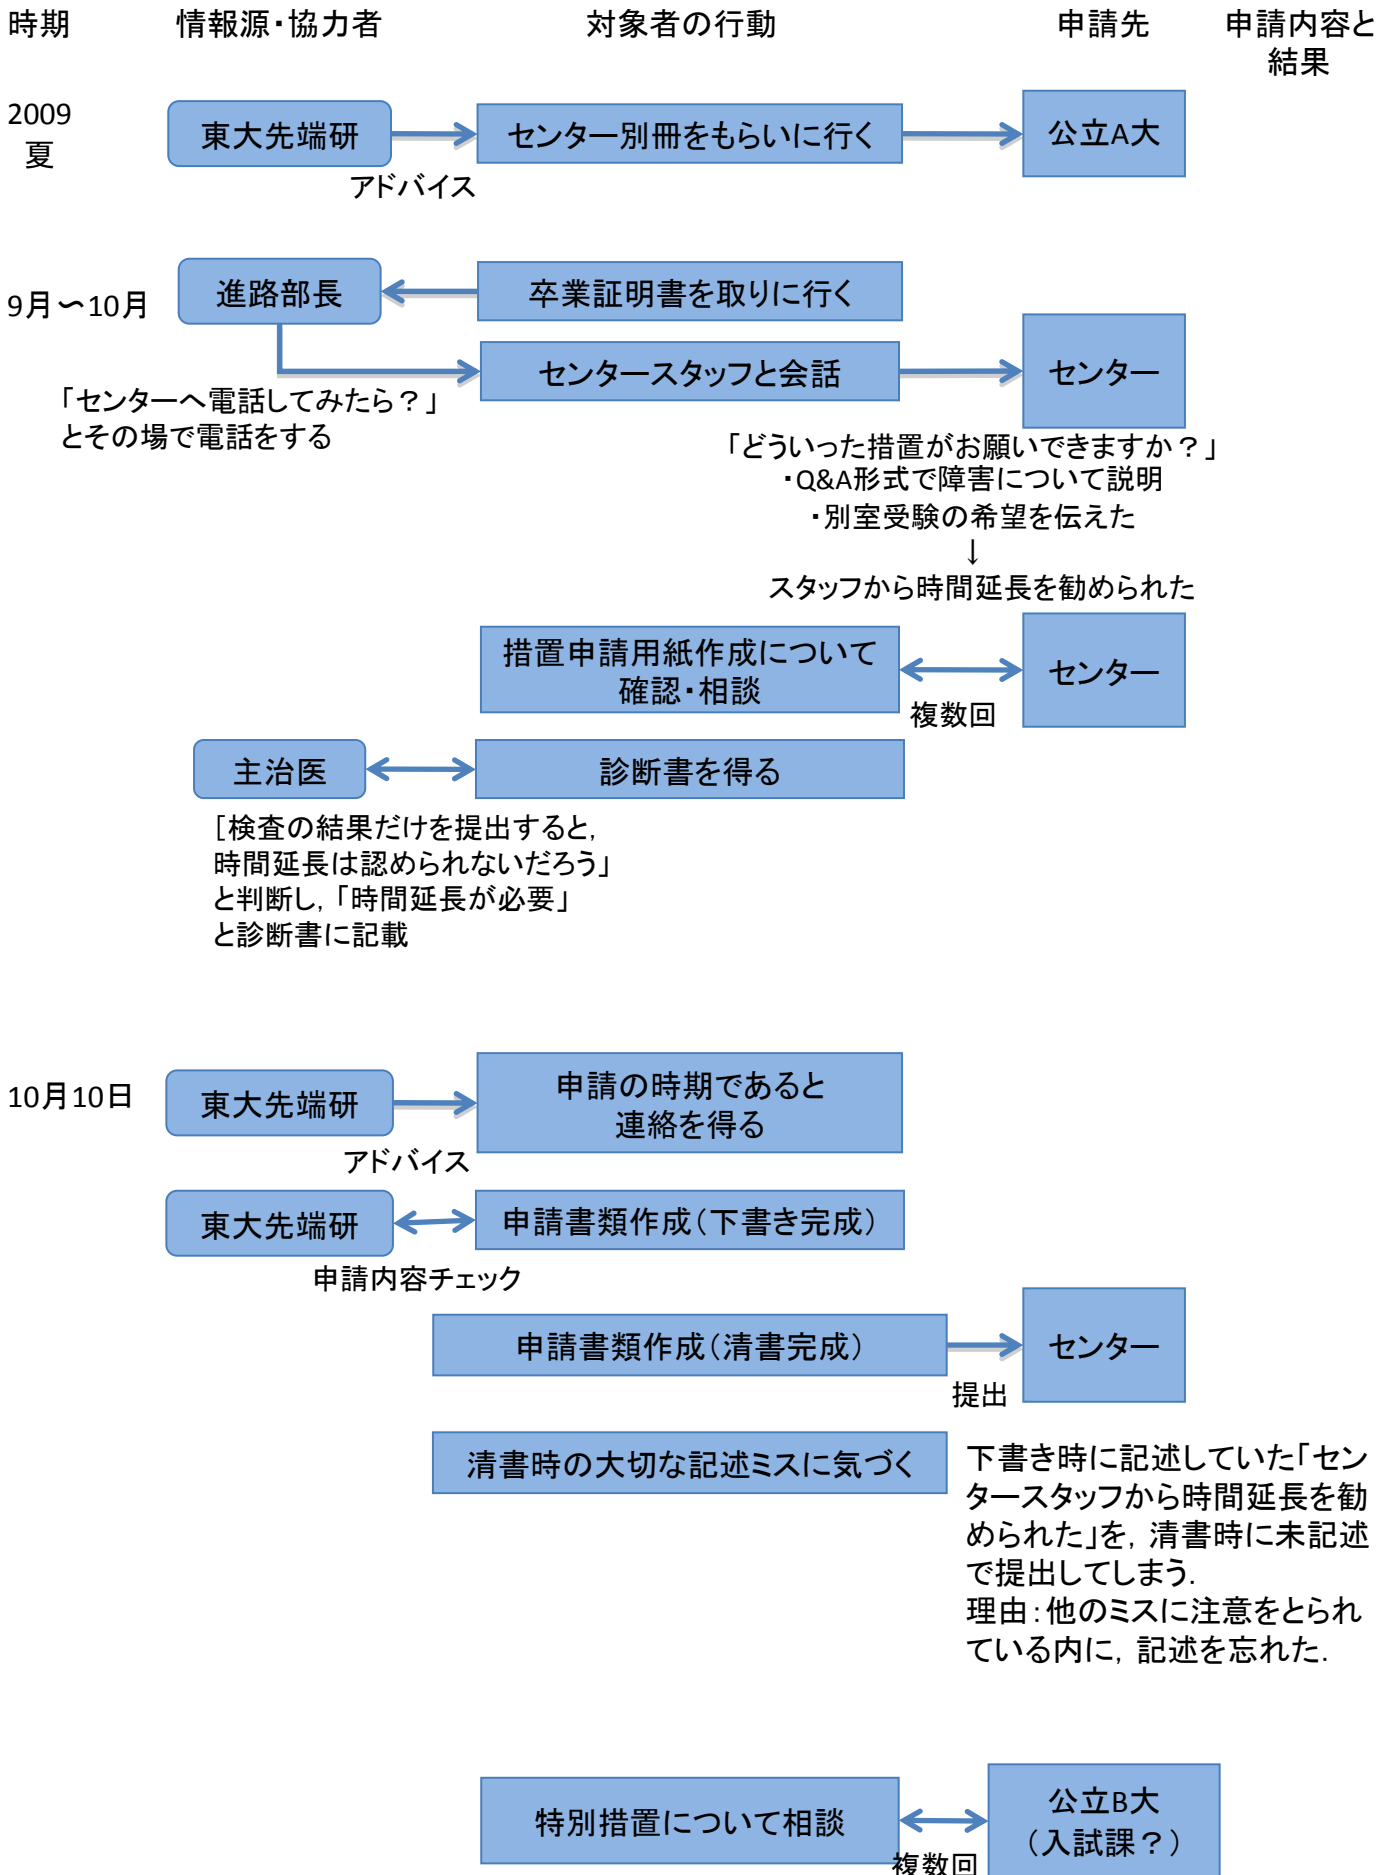 時期
情報源・協力者
対象者の行動
申請先
申請内容と
結果
2009
夏
東大先端研
センター別冊をもらいに行く
公立A大
アドバイス
9月〜10月
進路部長
卒業証明書を取りに行く
センタースタッフと会話
センター
「センターへ電話してみたら？」
とその場で電話をする
「どういった措置がお願いできますか？」
・Q&A形式で障害について説明
・別室受験の希望を伝えた
↓
スタッフから時間延長を勧められた
措置申請用紙作成について
確認・相談
センター
複数回
主治医
診断書を得る
［検査の結果だけを提出すると,
時間延長は認められないだろう」
と判断し,「時間延長が必要」
と診断書に記載
10月10日
東大先端研
申請の時期であると
連絡を得る
アドバイス
東大先端研
申請書類作成（下書き完成）
申請内容チェック
申請書類作成（清書完成）
センター
提出
清書時の大切な記述ミスに気づく
下書き時に記述していた「セン
タースタッフから時間延長を勧
められた」を, 清書時に未記述
で提出してしまう.
理由：他のミスに注意をとられ
ている内に, 記述を忘れた.
特別措置について相談
公立B大
（入試課？）
複数回